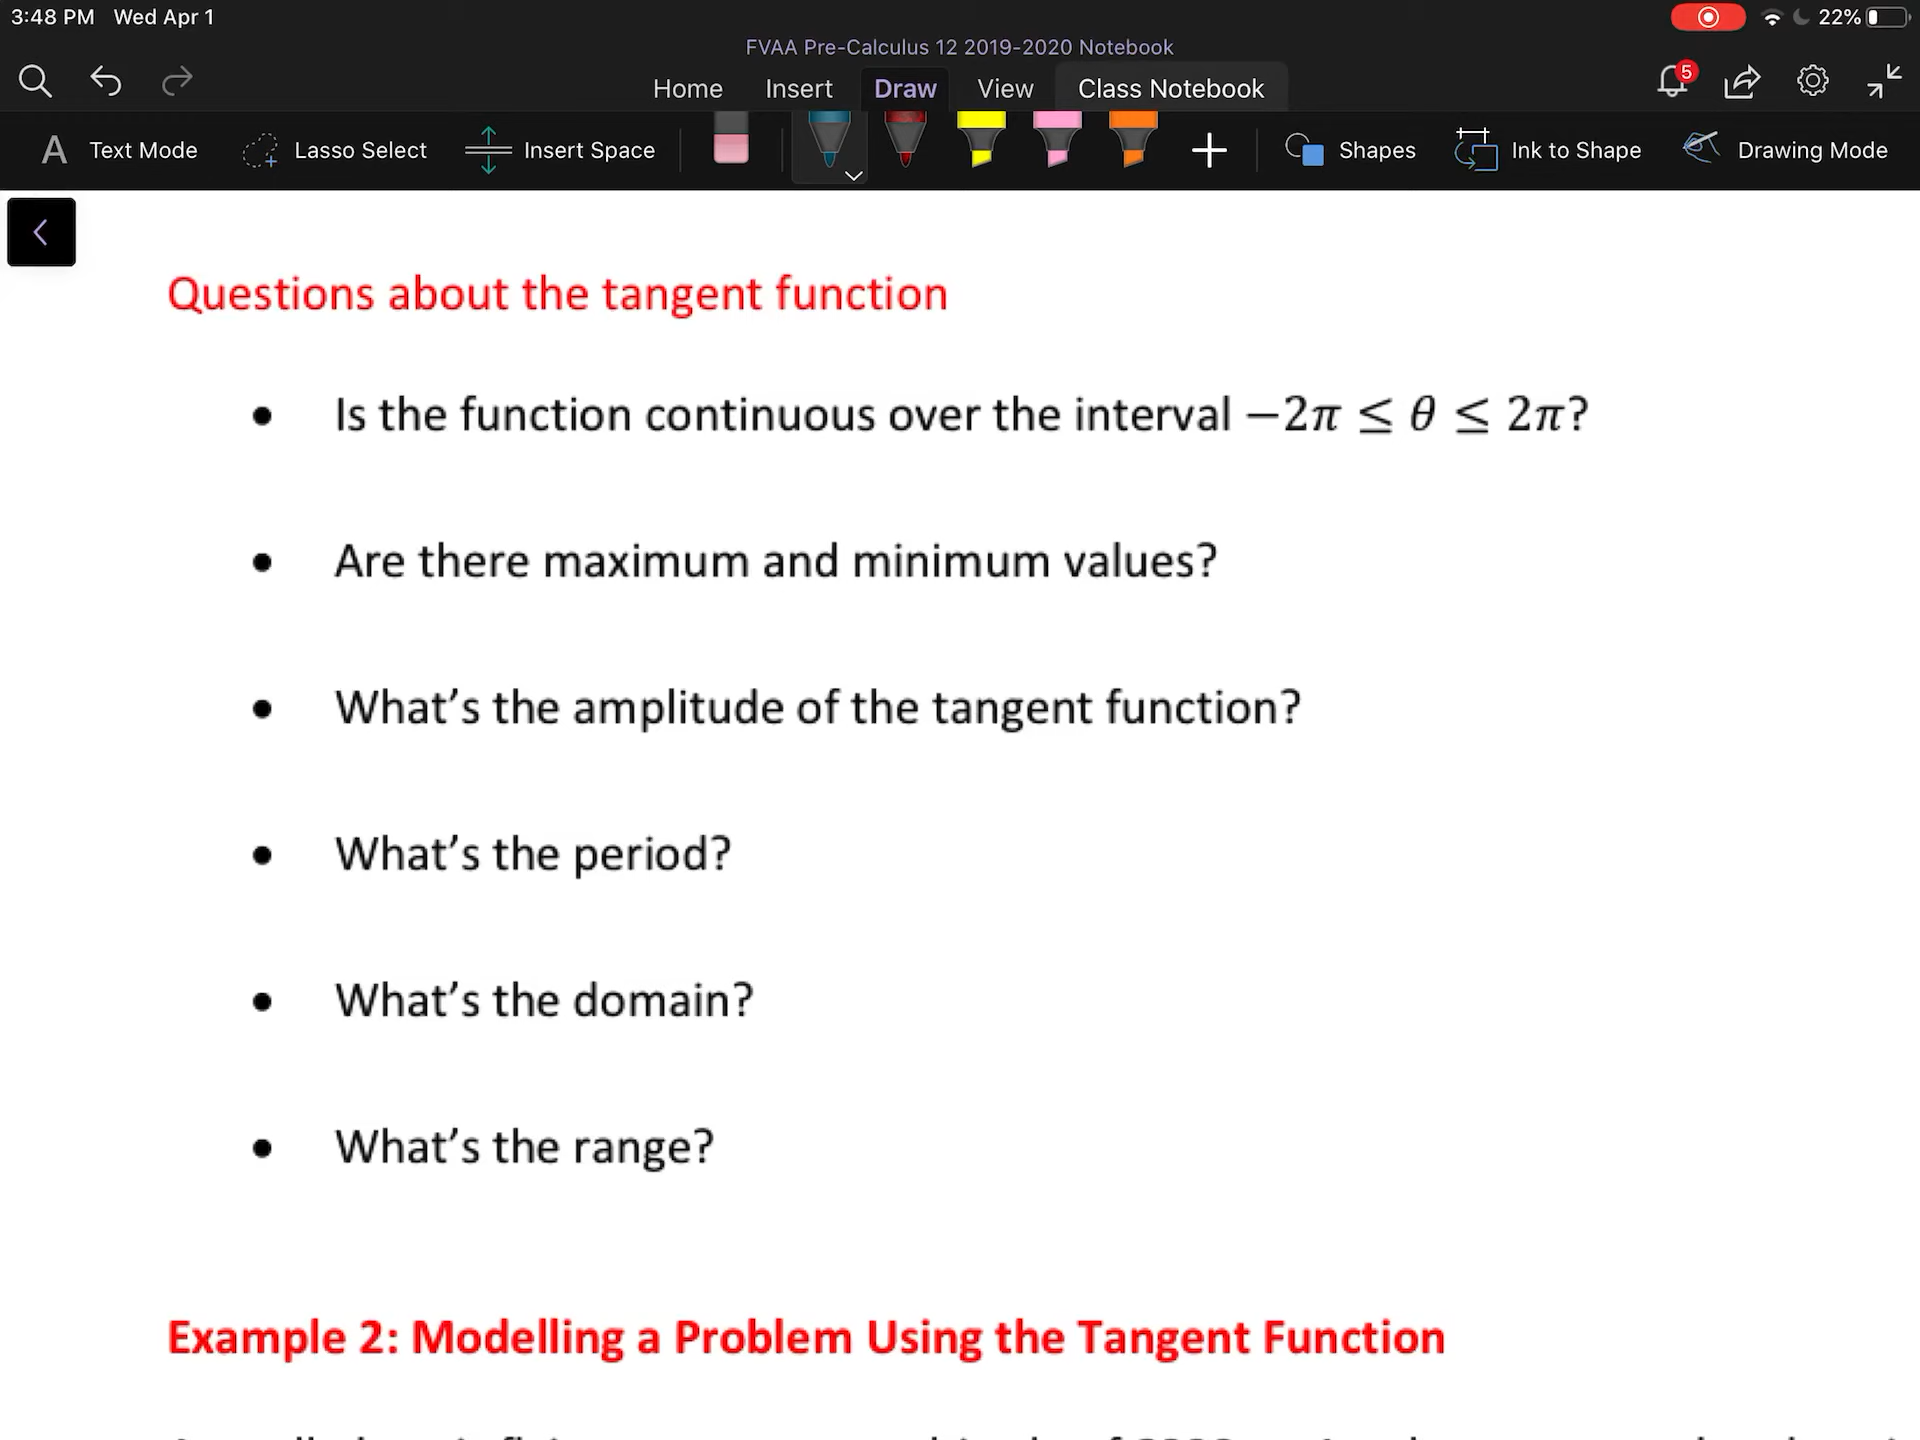 3:48 PM Wed Apr 1
22%
FVAA Pre-Calculus 12 2019-2020 Notebook
Home Insert Draw View Class Notebook
5
A Text Mode Lasso Select Insert Space Shapes Ink to Shape Drawing Mode
Questions about the tangent function
• Is the function continuous over the interval −2π ≤ θ ≤ 2π?
• Are there maximum and minimum values?
• What's the amplitude of the tangent function?
• What's the period?
• What's the domain?
• What's the range?
Example 2: Modelling a Problem Using the Tangent Function